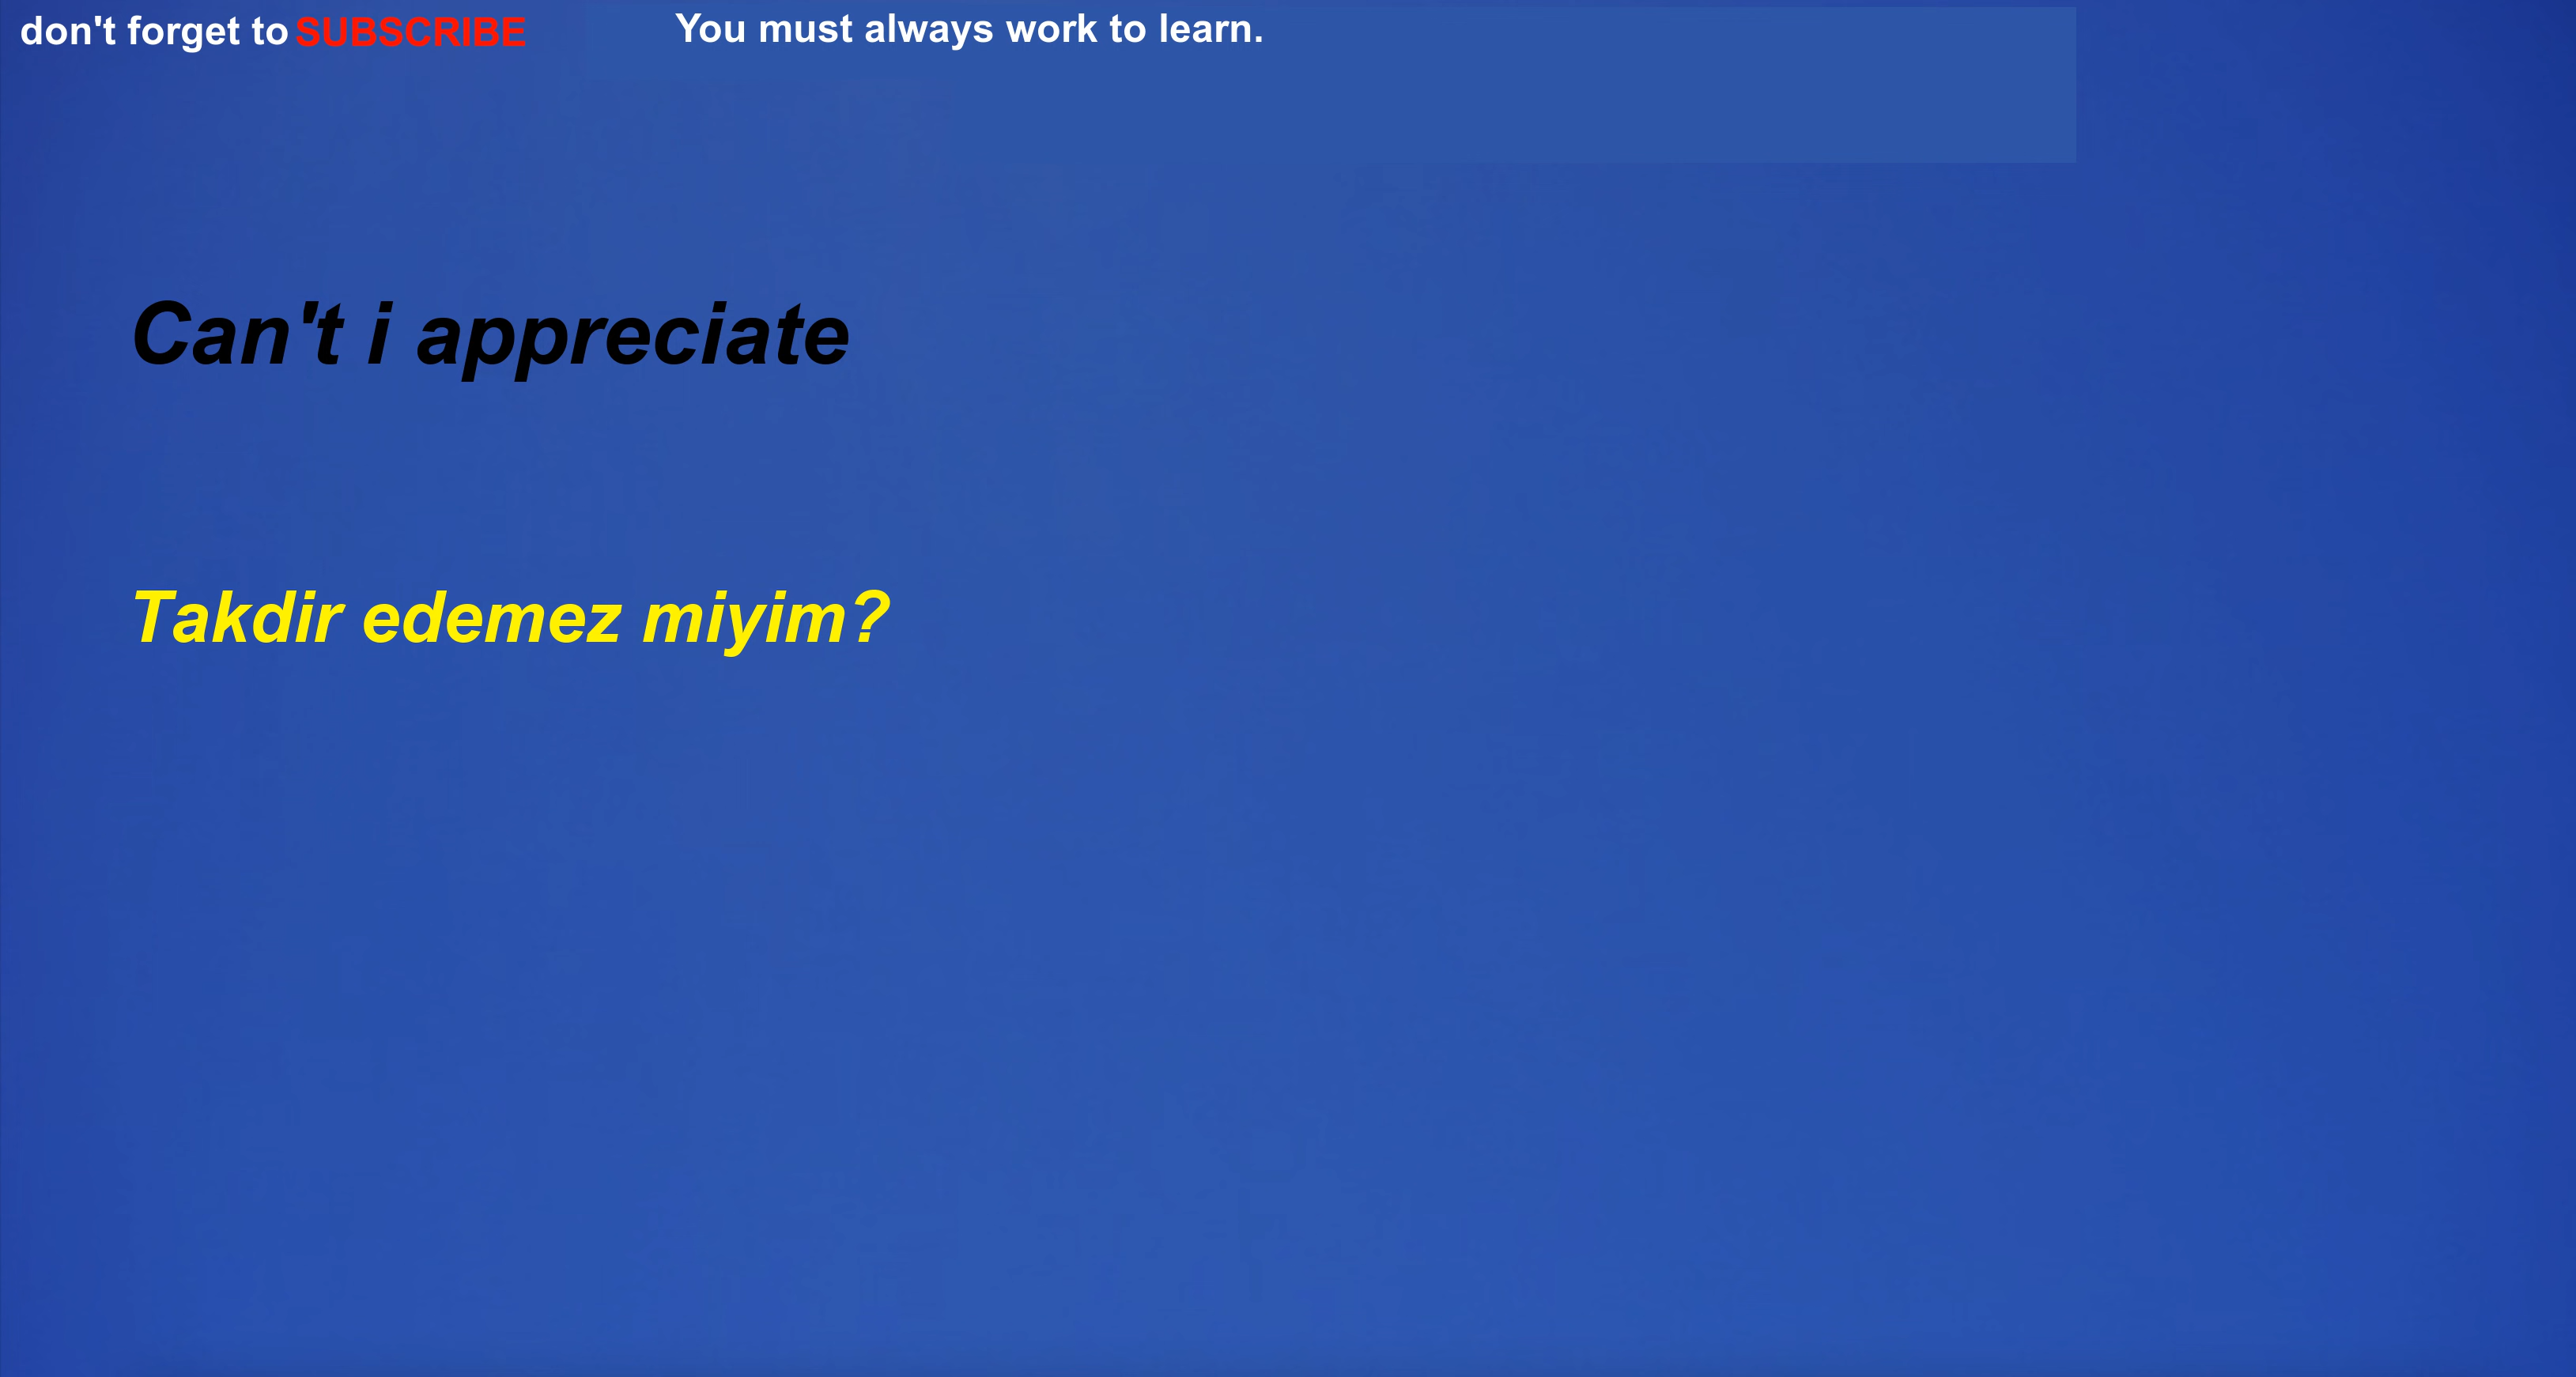 don't forget to SUBSCRIBE
You must always work to learn.
Can't i appreciate
Takdir edemez miyim?